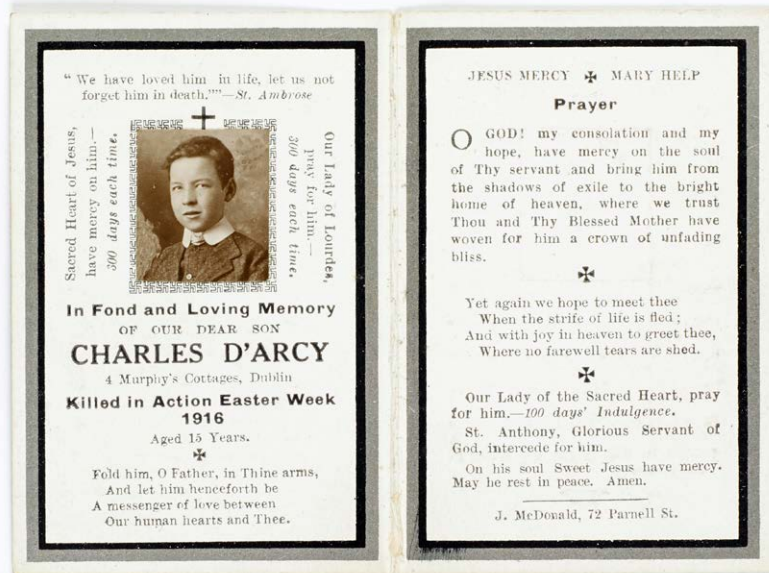 “ We have loved him in life, let us not
forget him in death.””—St. Ambrose
Sacred Heart of Jesus,
have mercy on him.—
300 days each time.
Our Lady of Lourdes,
pray for him.—
300 days each time.
In Fond and Loving Memory
OF OUR DEAR SON
CHARLES D'ARCY
4 Murphy's Cottages, Dublin
Killed in Action Easter Week
1916
Aged 15 Years.
Fold him, O Father, in Thine arms,
And let him henceforth be
A messenger of love between
Our human hearts and Thee.
JESUS MERCY ✠ MARY HELP
Prayer
O GOD! my consolation and my
hope, have mercy on the soul
of Thy servant and bring him from
the shadows of exile to the bright
home of heaven, where we trust
Thou and Thy Blessed Mother have
woven for him a crown of unfading
bliss.
Yet again we hope to meet thee
When the strife of life is fled;
And with joy in heaven to greet thee,
Where no farewell tears are shed.
Our Lady of the Sacred Heart, pray
for him.—100 days' Indulgence.
St. Anthony, Glorious Servant of
God, intercede for him.
On his soul Sweet Jesus have mercy.
May he rest in peace. Amen.
J. McDonald, 72 Parnell St.